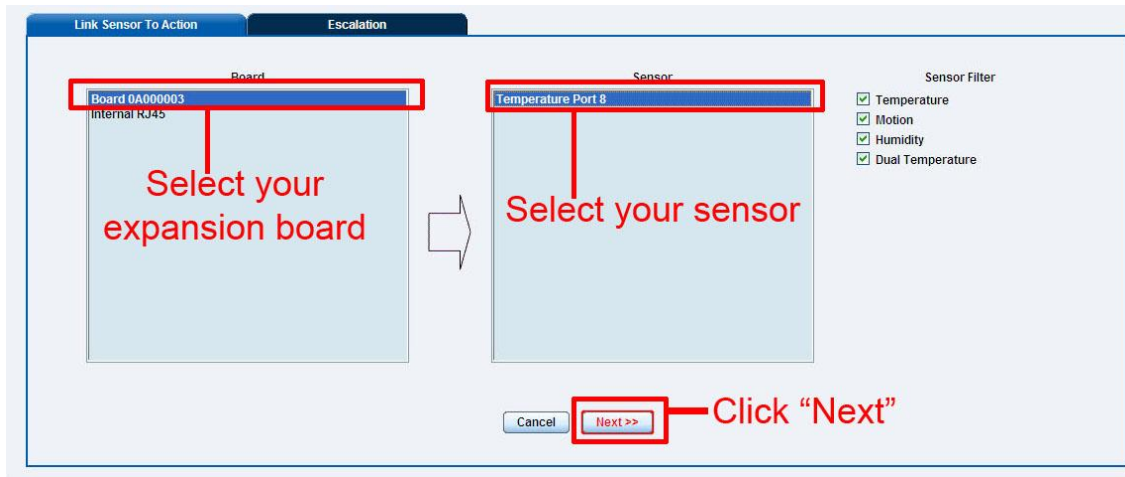 Link Sensor To Action
Escalation
Board
Sensor
Sensor Filter
Board 0A000003
Internal RJ45
Temperature Port 8
Temperature
Motion
Humidity
Dual Temperature
Select your
expansion board
Select your sensor
Cancel
Next >>
Click “Next”